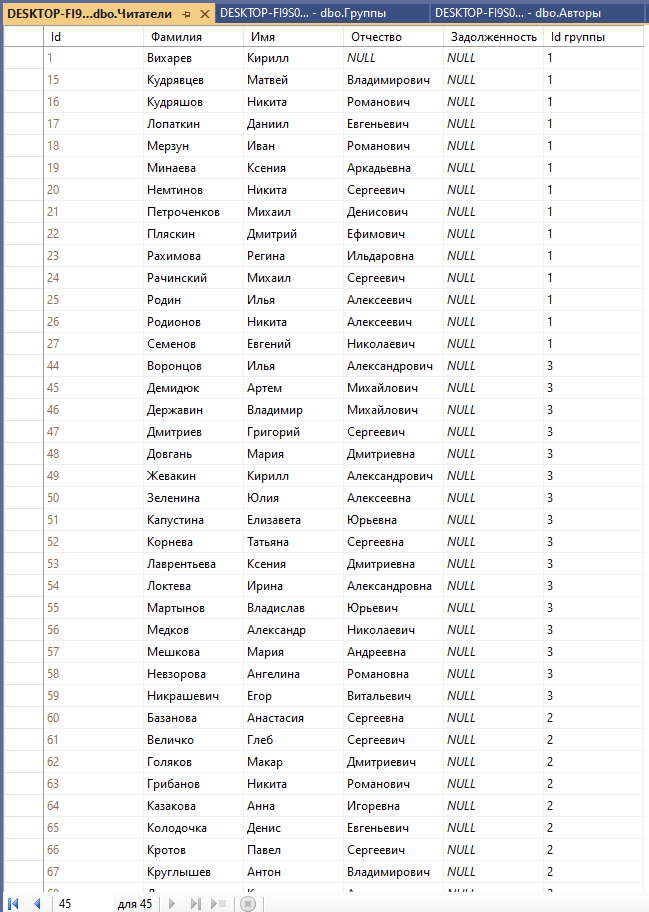 DESKTOP-FI9...dbo.Читатели DESKTOP-FI9S0... - dbo.Группы DESKTOP-FI9S0... - dbo.Авторы
Id Фамилия Имя Отчество Задолженность Id группы
1 Вихарев Кирилл NULL NULL 1
15 Кудрявцев Матвей Владимирович NULL 1
16 Кудряшов Никита Романович NULL 1
17 Лопаткин Даниил Евгеньевич NULL 1
18 Мерзун Иван Романович NULL 1
19 Минаева Ксения Аркадьевна NULL 1
20 Немтинов Никита Сергеевич NULL 1
21 Петроченков Михаил Денисович NULL 1
22 Пляскин Дмитрий Ефимович NULL 1
23 Рахимова Регина Ильдаровна NULL 1
24 Рачинский Михаил Сергеевич NULL 1
25 Родин Илья Алексеевич NULL 1
26 Родионов Никита Алексеевич NULL 1
27 Семенов Евгений Николаевич NULL 1
44 Воронцов Илья Александрович NULL 3
45 Демидюк Артем Михайлович NULL 3
46 Державин Владимир Михайлович NULL 3
47 Дмитриев Григорий Сергеевич NULL 3
48 Довгань Мария Дмитриевна NULL 3
49 Жевакин Кирилл Александрович NULL 3
50 Зеленина Юлия Алексеевна NULL 3
51 Капустина Елизавета Юрьевна NULL 3
52 Корнева Татьяна Сергеевна NULL 3
53 Лаврентьева Ксения Дмитриевна NULL 3
54 Локтева Ирина Александровна NULL 3
55 Мартынов Владислав Юрьевич NULL 3
56 Медков Александр Николаевич NULL 3
57 Мешкова Мария Андреевна NULL 3
58 Невзорова Ангелина Романовна NULL 3
59 Никрашевич Егор Витальевич NULL 3
60 Базанова Анастасия Сергеевна NULL 2
61 Величко Глеб Сергеевич NULL 2
62 Голяков Макар Дмитриевич NULL 2
63 Грибанов Никита Романович NULL 2
64 Казакова Анна Игоревна NULL 2
65 Колодочка Денис Евгеньевич NULL 2
66 Кротов Павел Сергеевич NULL 2
67 Круглышев Антон Владимирович NULL 2
45 для 45